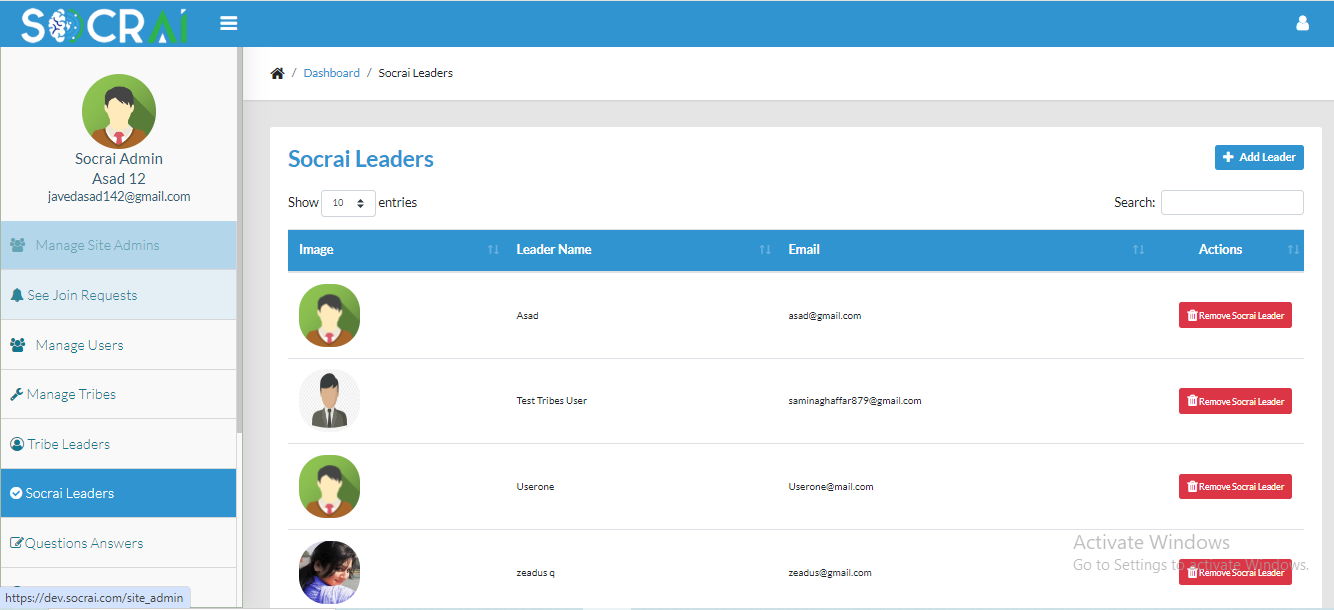 SOCRAI
/ Dashboard / Socrai Leaders
Socrai Admin
Asad 12
javedasad142@gmail.com
Manage Site Admins
See Join Requests
Manage Users
Manage Tribes
Tribe Leaders
Socrai Leaders
Questions Answers
https://dev.socrai.com/site_admin
Socrai Leaders
Add Leader
Show 10 entries
Search:
Image Leader Name Email Actions
Asad asad@gmail.com Remove Socrai Leader
Test Tribes User saminaghaffar879@gmail.com Remove Socrai Leader
Userone Userone@mail.com Remove Socrai Leader
zeadus q zeadus@gmail.com Remove Socrai Leader
Activate Windows
Go to Settings to activate Windows.